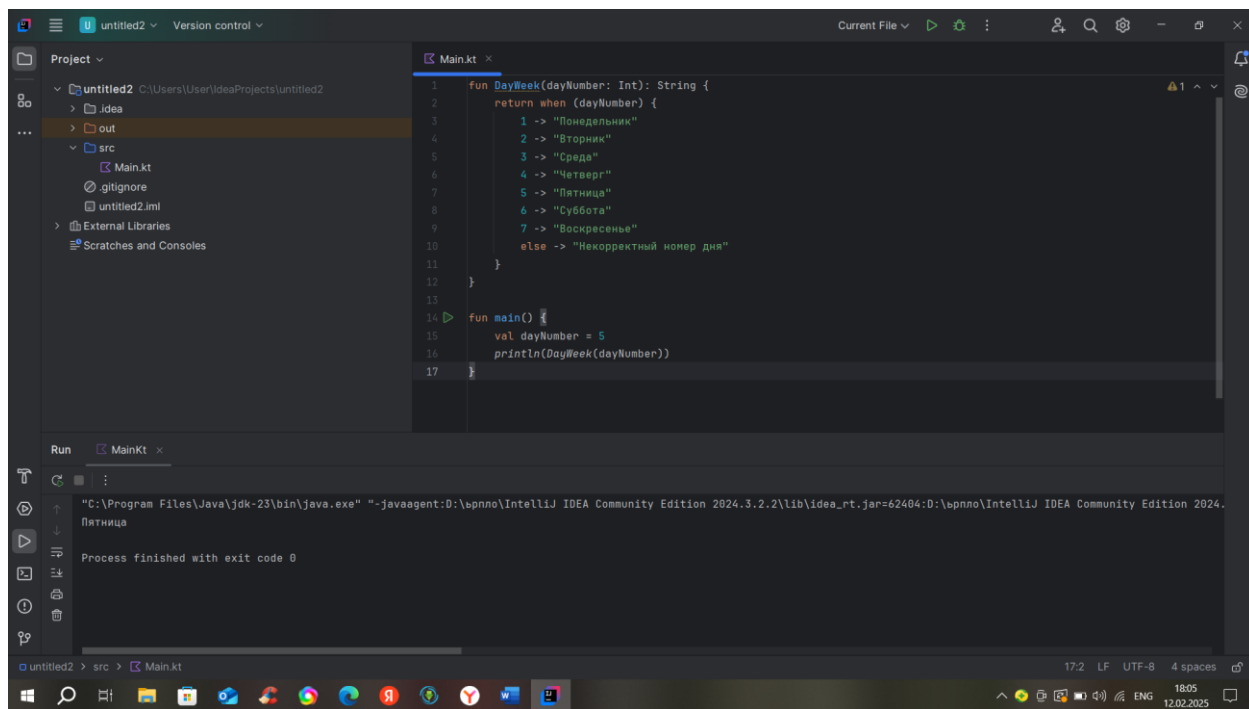 untitled2
Version control
Current File
Project
untitled2 C:\Users\User\IdeaProjects\untitled2
.idea
out
src
Main.kt
.gitignore
untitled2.iml
External Libraries
Scratches and Consoles
Main.kt
1 fun DayWeek(dayNumber: Int): String {
2 return when (dayNumber) {
3 1 -> "Понедельник"
4 2 -> "Вторник"
5 3 -> "Среда"
6 4 -> "Четверг"
7 5 -> "Пятница"
8 6 -> "Суббота"
9 7 -> "Воскресенье"
10 else -> "Некорректный номер дня"
11 }
12 }
13
14 fun main() {
15 val dayNumber = 5
16 println(DayWeek(dayNumber))
17 }
1
Run
MainKt
"C:\Program Files\Java\jdk-23\bin\java.exe" "-javaagent:D:\ьрпло\IntelliJ IDEA Community Edition 2024.3.2.2\lib\idea_rt.jar=62404:D:\ьрпло\IntelliJ IDEA Community Edition 2024.
Пятница
Process finished with exit code 0
untitled2 > src > Main.kt
17:2 LF UTF-8 4 spaces
ENG
18:05
12.02.2025